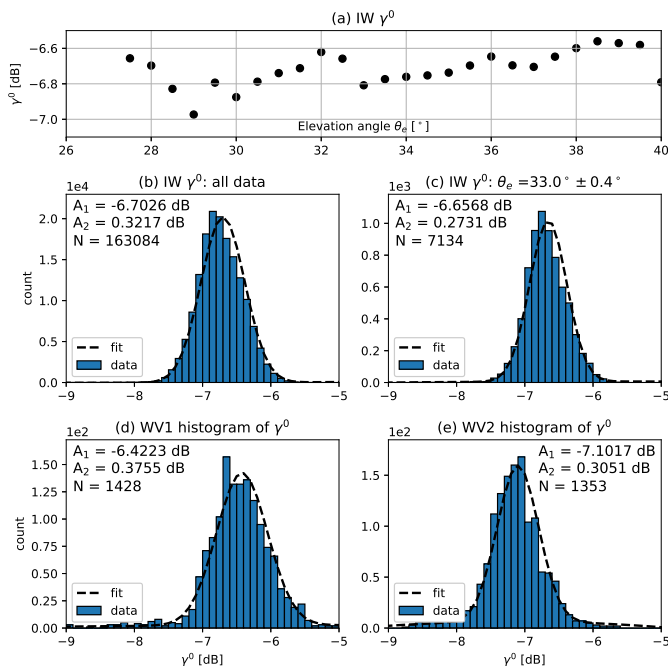 (a) IW γ⁰
γ⁰ [dB]
−6.6
−6.8
−7.0
Elevation angle θₑ [°]
26 28 30 32 34 36 38 40
(b) IW γ⁰: all data
1e4
A₁ = -6.7026 dB
A₂ = 0.3217 dB
N = 163084
count
2.0
1.5
1.0
0.5
0.0
fit
data
−9 −8 −7 −6 −5
(c) IW γ⁰: θₑ =33.0° ± 0.4°
1e3
A₁ = -6.6568 dB
A₂ = 0.2731 dB
N = 7134
1.0
0.8
0.6
0.4
0.2
0.0
fit
data
−9 −8 −7 −6 −5
(d) WV1 histogram of γ⁰
1e2
A₁ = -6.4223 dB
A₂ = 0.3755 dB
N = 1428
count
1.50
1.25
1.00
0.75
0.50
0.25
0.00
fit
data
−9 −8 −7 −6 −5
γ⁰ [dB]
(e) WV2 histogram of γ⁰
1e2
A₁ = -7.1017 dB
A₂ = 0.3051 dB
N = 1353
1.5
1.0
0.5
0.0
fit
data
−9 −8 −7 −6 −5
γ⁰ [dB]